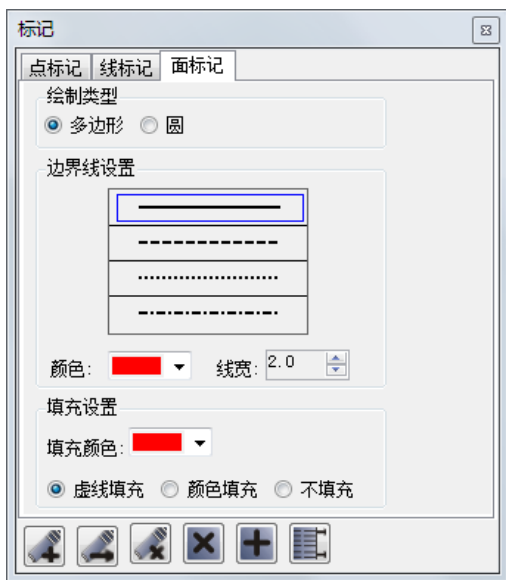 标记
点标记 线标记 面标记
绘制类型
多边形 圆
边界线设置
颜色: 线宽: 2.0
填充设置
填充颜色:
虚线填充 颜色填充 不填充